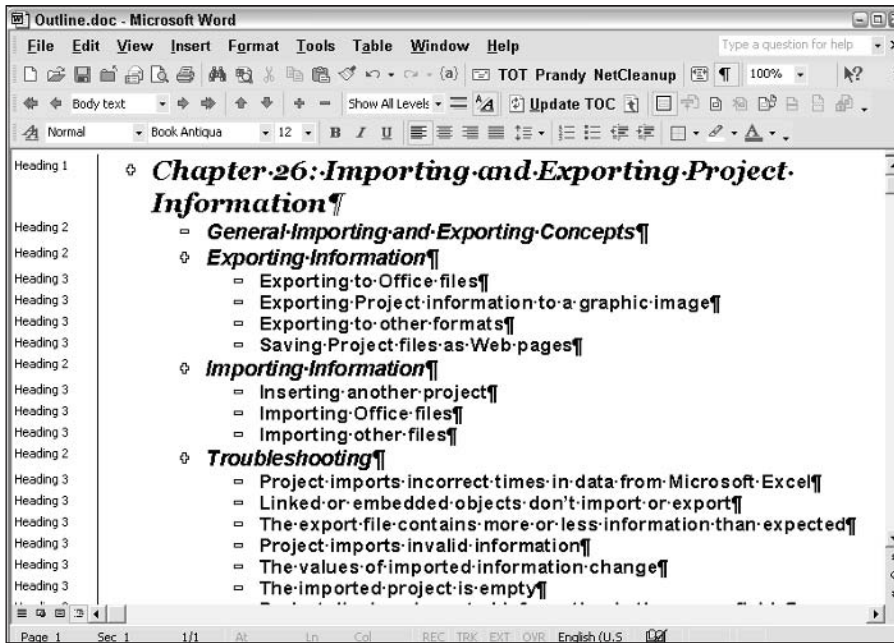 Outline.doc - Microsoft Word
File Edit View Insert Format Tools Table Window Help Type a question for help
{a} TOT Prandy NetCleanup ¶ 100%
Body text Show All Levels Update TOC
Normal Book Antiqua 12 B I U A
Heading 1 Chapter·26:·Importing·and·Exporting·Project·
Information¶
Heading 2 General·Importing·and·Exporting·Concepts¶
Heading 2 Exporting·Information¶
Heading 3 Exporting·to·Office·files¶
Heading 3 Exporting·Project·information·to·a·graphic·image¶
Heading 3 Exporting·to·other·formats¶
Heading 3 Saving·Project·files·as·Web·pages¶
Heading 2 Importing·Information¶
Heading 3 Inserting·another·project¶
Heading 3 Importing·Office·files¶
Heading 3 Importing·other·files¶
Heading 2 Troubleshooting¶
Heading 3 Project·imports·incorrect·times·in·data·from·Microsoft·Excel¶
Heading 3 Linked·or·embedded·objects·don't·import·or·export¶
Heading 3 The·export·file·contains·more·or·less·information·than·expected¶
Heading 3 Project·imports·invalid·information¶
Heading 3 The·values·of·imported·information·change¶
Heading 3 The·imported·project·is·empty¶
Page 1 Sec 1 1/1 At Ln Col REC TRK EXT OVR English (U.S